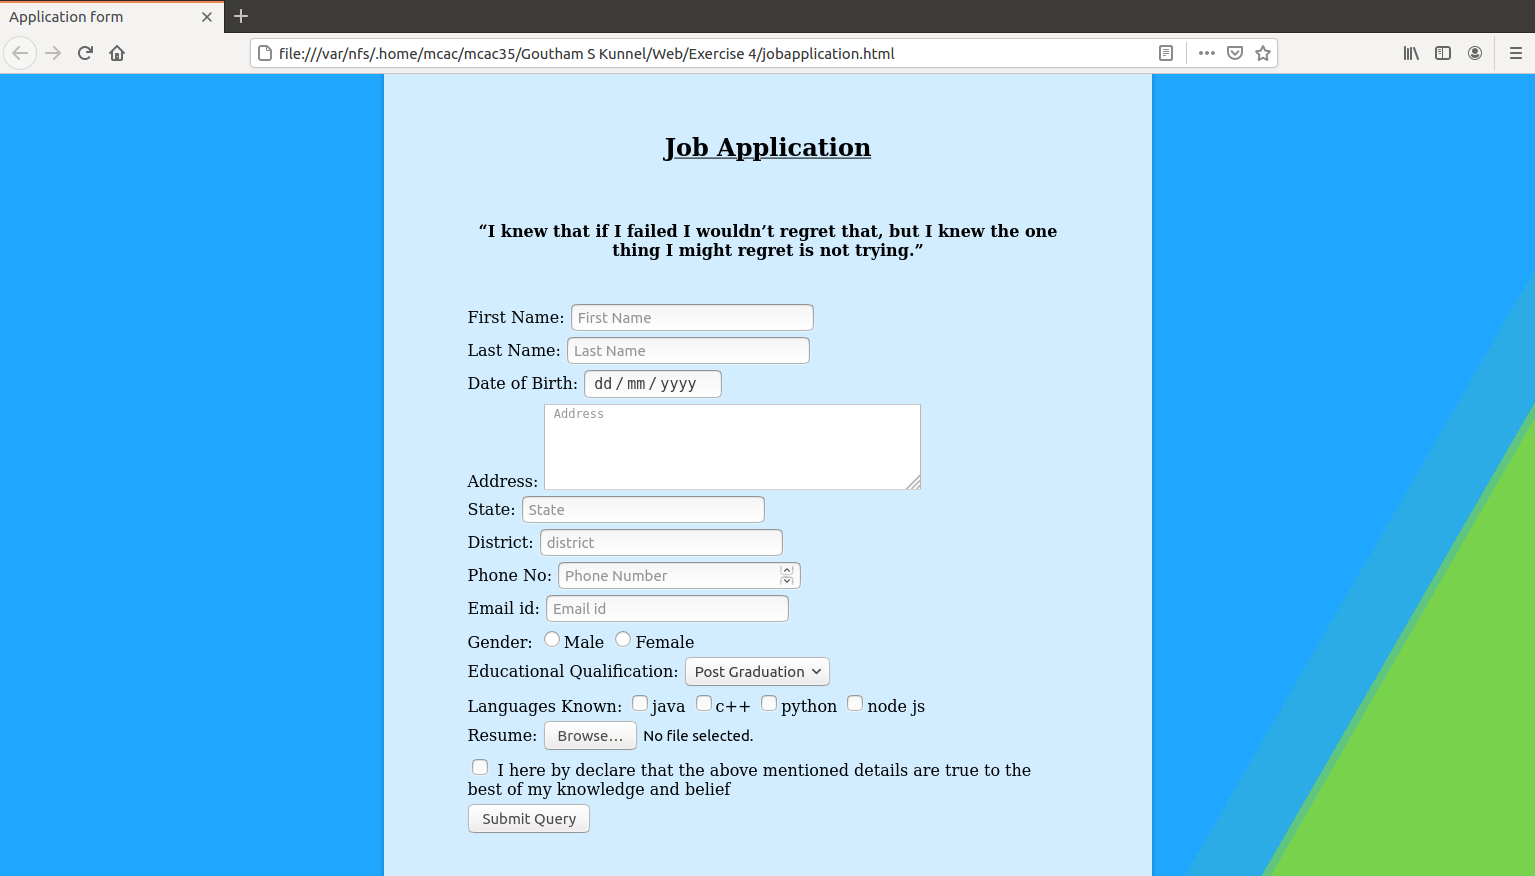 Application form
file:///var/nfs/.home/mcac/mcac35/Goutham S Kunnel/Web/Exercise 4/jobapplication.html
Job Application
“I knew that if I failed I wouldn’t regret that, but I knew the one
thing I might regret is not trying.”
First Name: First Name
Last Name: Last Name
Date of Birth: dd / mm / yyyy
Address
Address:
State: State
District: district
Phone No: Phone Number
Email id: Email id
Gender: Male Female
Educational Qualification: Post Graduation
Languages Known: java c++ python node js
Resume: Browse... No file selected.
I here by declare that the above mentioned details are true to the
best of my knowledge and belief
Submit Query